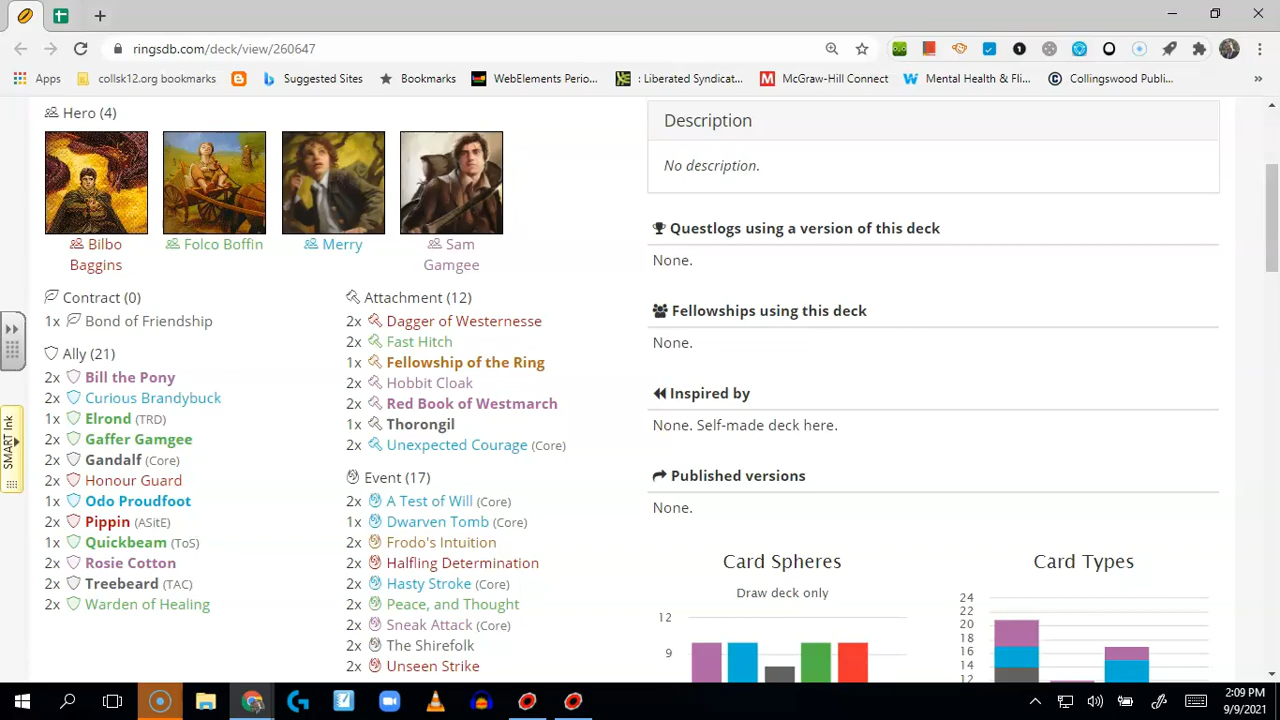 ringsdb.com/deck/view/260647
Apps
collsk12.org bookmarks
Suggested Sites
Bookmarks
WebElements Perio...
: Liberated Syndicat...
McGraw-Hill Connect
Mental Health & Fli...
Collingswood Publi...
»
Hero (4)
Bilbo Baggins
Folco Boffin
Merry
Sam Gamgee
Contract (0)
1x Bond of Friendship
Ally (21)
2x Bill the Pony
2x Curious Brandybuck
1x Elrond (TRD)
2x Gaffer Gamgee
2x Gandalf (Core)
2x Honour Guard
1x Odo Proudfoot
2x Pippin (ASitE)
1x Quickbeam (ToS)
2x Rosie Cotton
2x Treebeard (TAC)
2x Warden of Healing
Attachment (12)
2x Dagger of Westernesse
2x Fast Hitch
1x Fellowship of the Ring
2x Hobbit Cloak
2x Red Book of Westmarch
1x Thorongil
2x Unexpected Courage (Core)
Event (17)
2x A Test of Will (Core)
1x Dwarven Tomb (Core)
2x Frodo's Intuition
2x Halfling Determination
2x Hasty Stroke (Core)
2x Peace, and Thought
2x Sneak Attack (Core)
2x The Shirefolk
2x Unseen Strike
Description
No description.
Questlogs using a version of this deck
None.
Fellowships using this deck
None.
Inspired by
None. Self-made deck here.
Published versions
None.
Card Spheres
Draw deck only
12
9
Card Types
24
22
20
18
16
14
12
SMART Ink
2:09 PM
9/9/2021